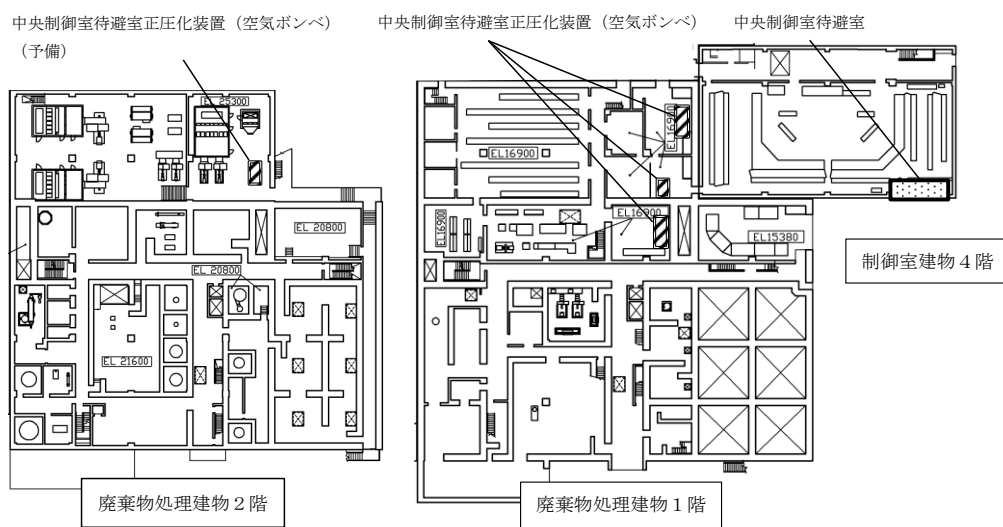 中央制御室待避室正圧化装置（空気ボンベ）
（予備）
中央制御室待避室正圧化装置（空気ボンベ）
中央制御室待避室
EL 25300
EL 20800
EL 20800
EL 21600
廃棄物処理建物２階
EL16900
EL16900
EL16900
EL16900
EL15380
廃棄物処理建物１階
制御室建物４階